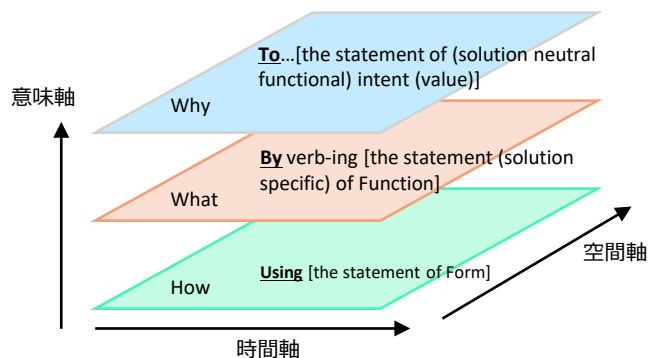 To…[the statement of (solution neutral
functional) intent (value)]
意味軸
Why
By verb-ing [the statement (solution
specific) of Function]
What
空間軸
Using [the statement of Form]
How
時間軸